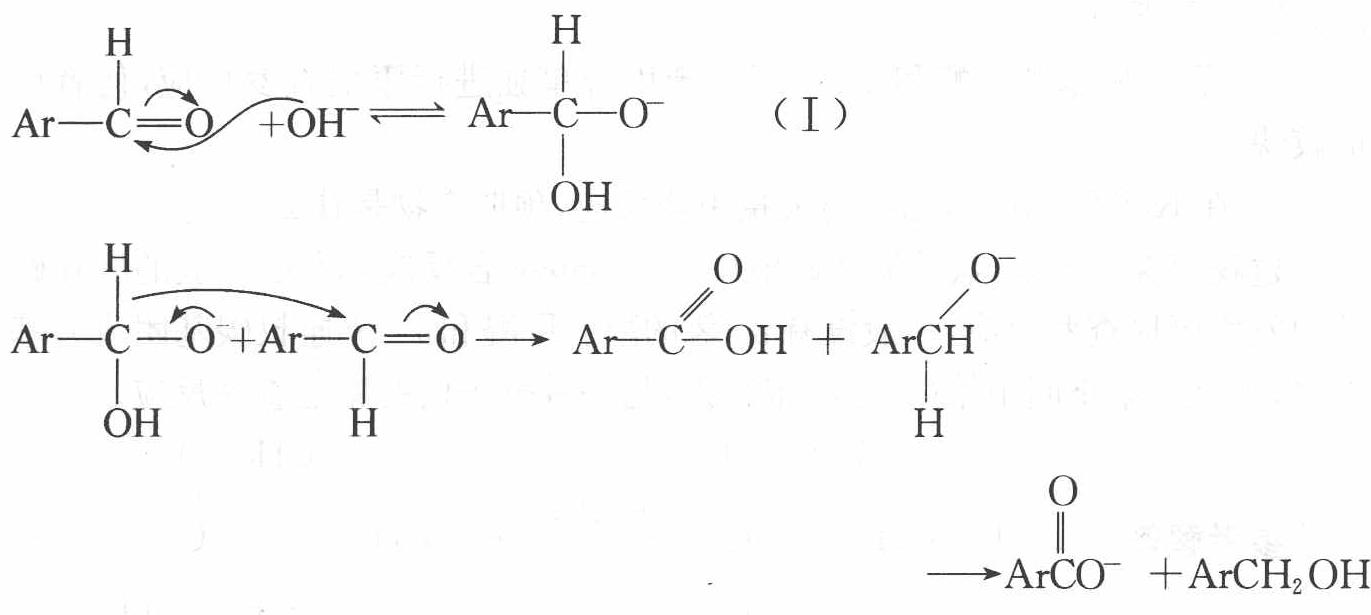 H H
Ar—C=O +OH⁻ ⇌ Ar—C—O⁻ (Ⅰ)
OH
H O O⁻
Ar—C—O⁻+Ar—C=O → Ar—C—OH + ArCH
OH H H
O
→ArCO⁻ +ArCH₂OH